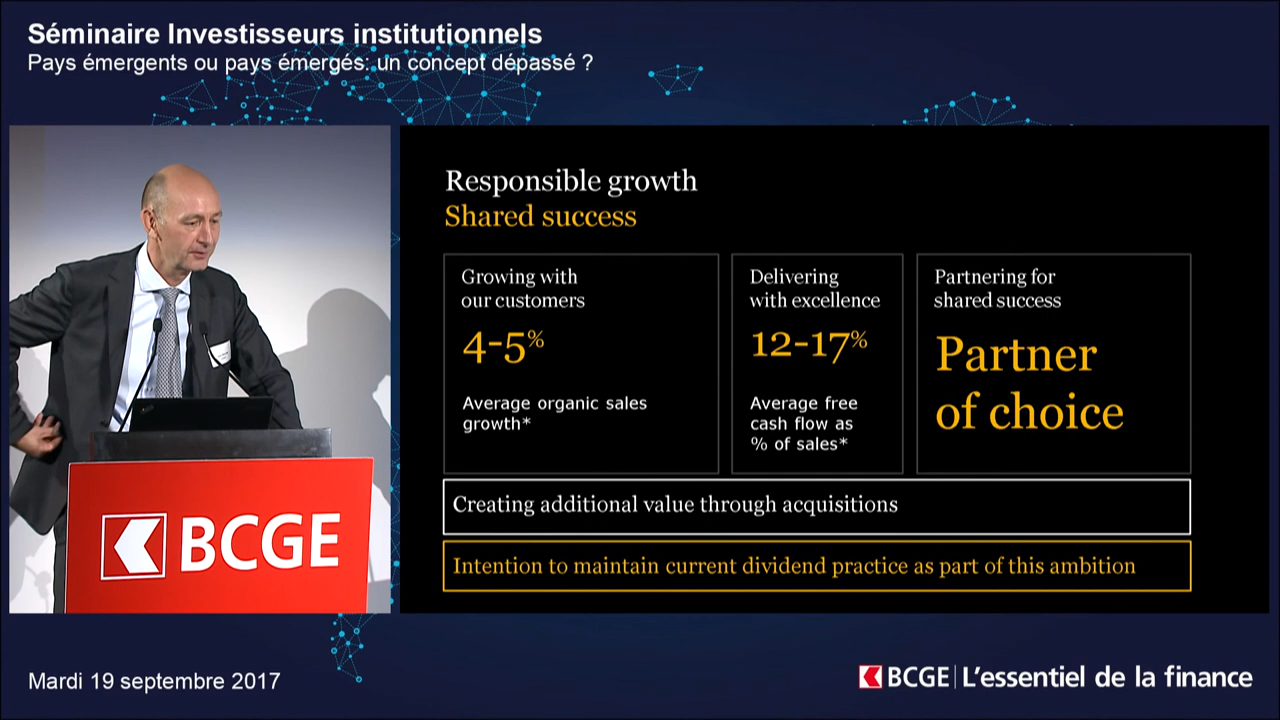 Séminaire Investisseurs institutionnels
Pays émergents ou pays émergés: un concept dépassé ?
Responsible growth
Shared success
Growing with
our customers
4-5%
Average organic sales
growth*
Delivering
with excellence
12-17%
Average free
cash flow as
% of sales*
Partnering for
shared success
Partner
of choice
Creating additional value through acquisitions
Intention to maintain current dividend practice as part of this ambition
BCGE
Mardi 19 septembre 2017
BCGE | L'essentiel de la finance